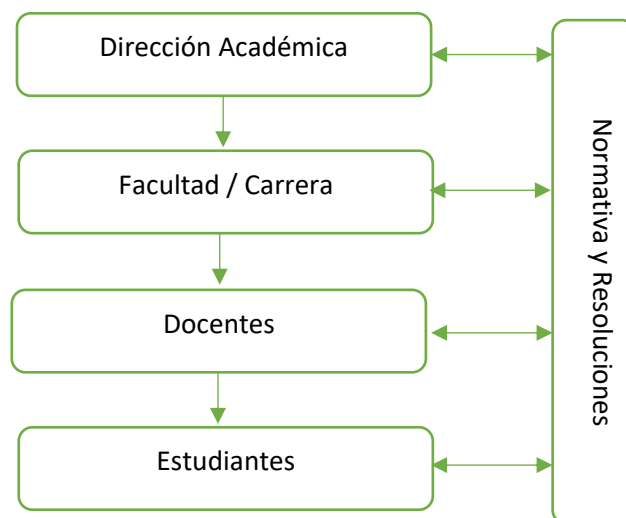 Dirección Académica
Facultad / Carrera
Docentes
Estudiantes
Normativa y Resoluciones